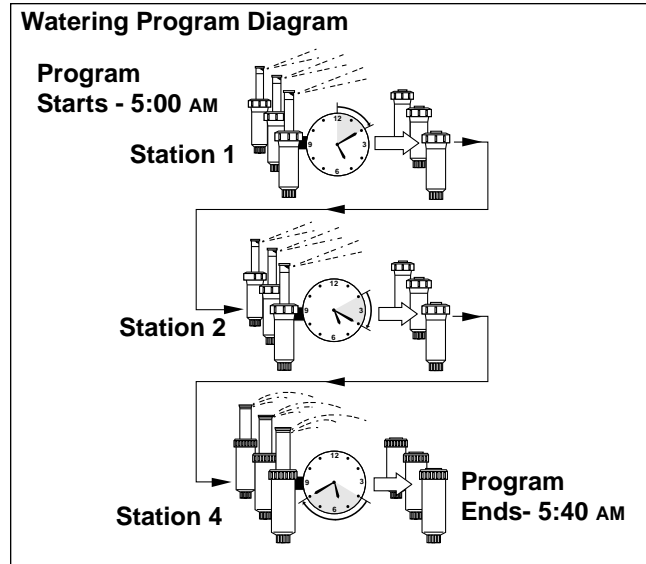 Watering Program Diagram
Program
Starts - 5:00 AM
Station 1
12
9
3
6
Station 2
12
9
3
6
Station 4
12
9
3
6
Program
Ends- 5:40 AM